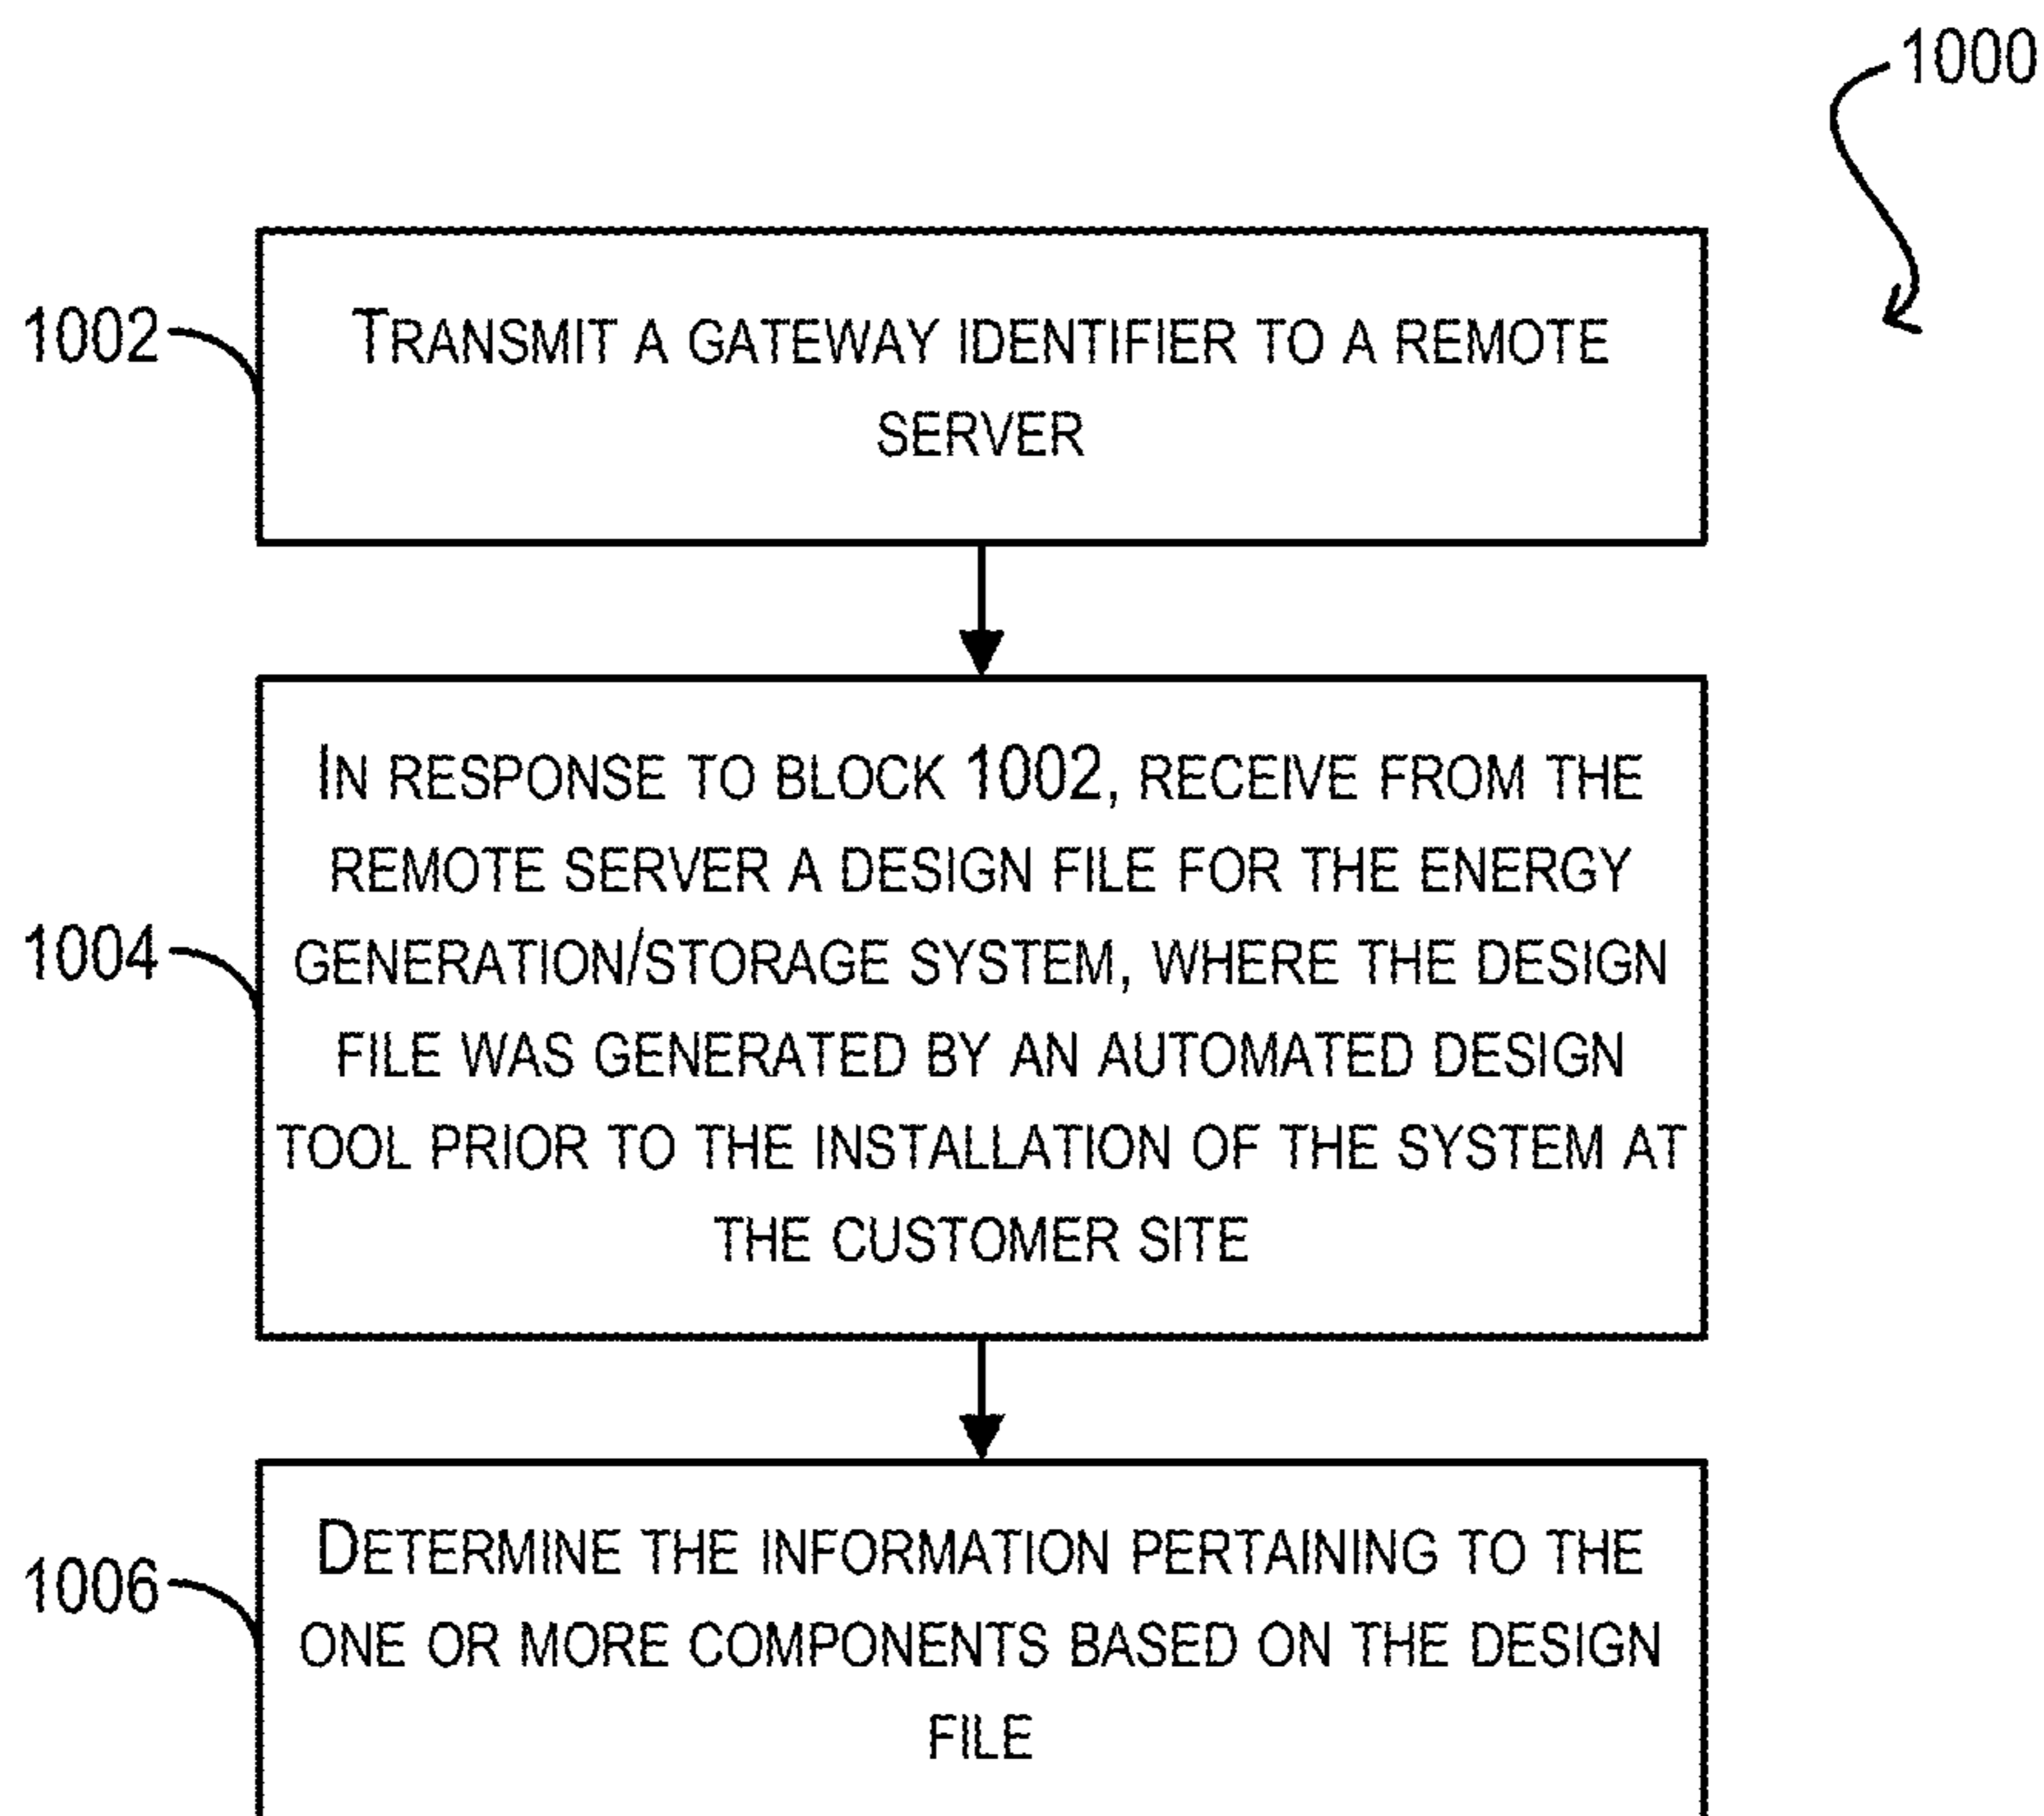 1000
1002
TRANSMIT A GATEWAY IDENTIFIER TO A REMOTE
SERVER
1004
IN RESPONSE TO BLOCK 1002, RECEIVE FROM THE
REMOTE SERVER A DESIGN FILE FOR THE ENERGY
GENERATION/STORAGE SYSTEM, WHERE THE DESIGN
FILE WAS GENERATED BY AN AUTOMATED DESIGN
TOOL PRIOR TO THE INSTALLATION OF THE SYSTEM AT
THE CUSTOMER SITE
1006
DETERMINE THE INFORMATION PERTAINING TO THE
ONE OR MORE COMPONENTS BASED ON THE DESIGN
FILE